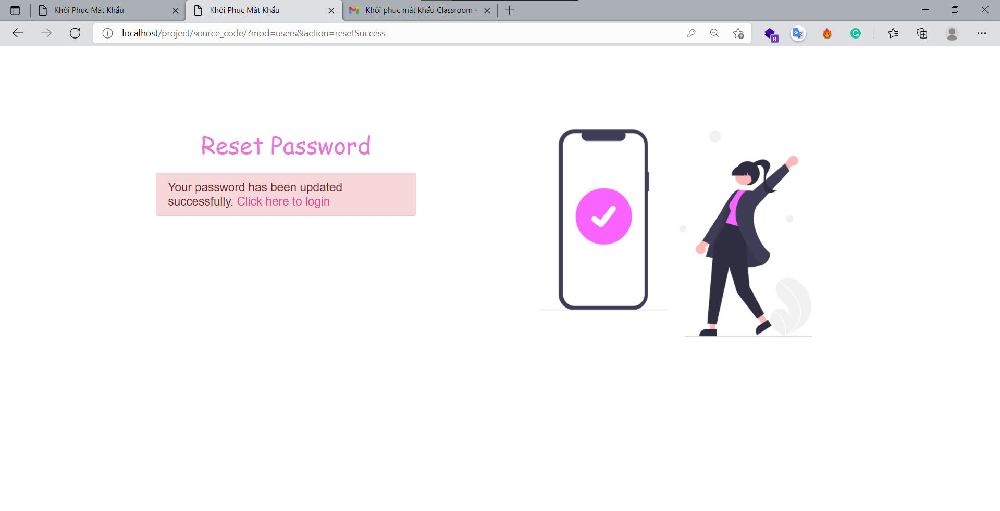 Khôi Phục Mật Khẩu
Khôi Phục Mật Khẩu
Khôi phục mật khẩu Classroom -
localhost/project/source_code/?mod=users&action=resetSuccess
8
Reset Password
Your password has been updated
successfully. Click here to login